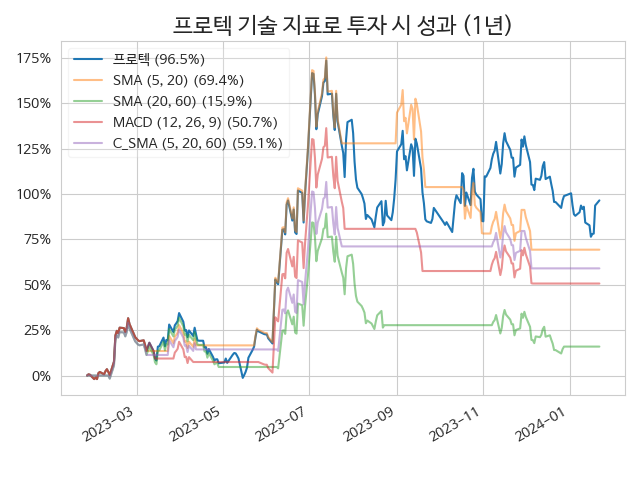 프로텍 기술 지표로 투자 시 성과 (1년)
175%
150%
125%
100%
75%
50%
25%
0%
프로텍 (96.5%)
SMA (5, 20) (69.4%)
SMA (20, 60) (15.9%)
MACD (12, 26, 9) (50.7%)
C_SMA (5, 20, 60) (59.1%)
2023-03
2023-05
2023-07
2023-09
2023-11
2024-01